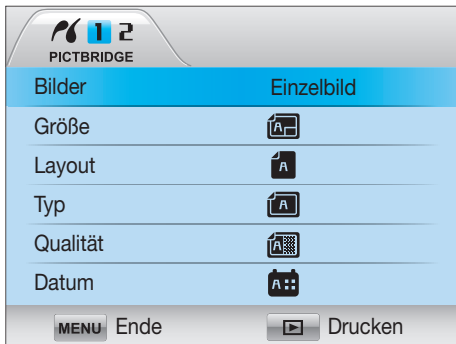 1 2
PICTBRIDGE
Bilder Einzelbild
Größe A
Layout A
Typ A
Qualität A
Datum A
MENU Ende Drucken